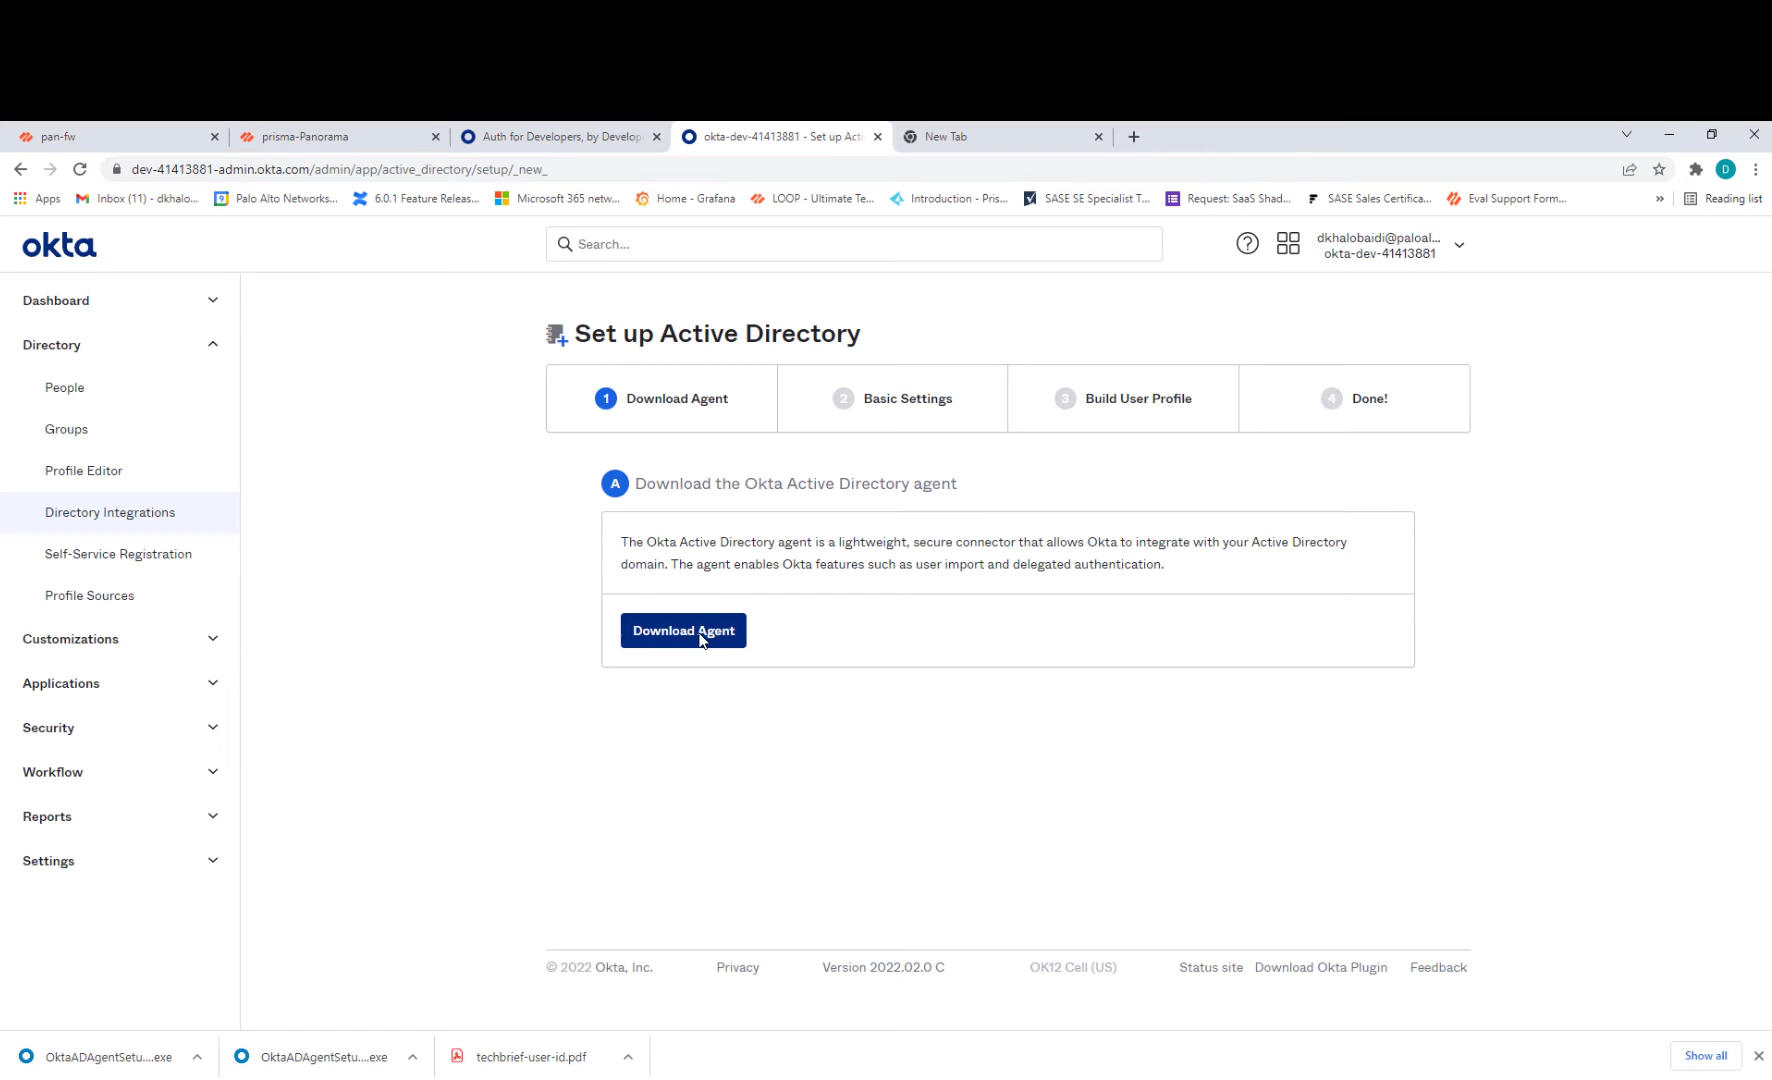 pan-fw
prisma-Panorama
Auth for Developers, by Develop
okta-dev-41413881 - Set up Acti
New Tab
dev-41413881-admin.okta.com/admin/app/active_directory/setup/_new_
D
Apps
Inbox (11) - dkhalo...
Palo Alto Networks...
6.0.1 Feature Releas...
Microsoft 365 netw...
Home - Grafana
LOOP - Ultimate Te...
Introduction - Pris...
SASE SE Specialist T...
Request: SaaS Shad...
SASE Sales Certifica...
Eval Support Form...
»
Reading list
okta
Search...
dkhalobaidi@paloal...
okta-dev-41413881
Dashboard
Directory
People
Groups
Profile Editor
Directory Integrations
Self-Service Registration
Profile Sources
Customizations
Applications
Security
Workflow
Reports
Settings
Set up Active Directory
1 Download Agent
2 Basic Settings
3 Build User Profile
4 Done!
A Download the Okta Active Directory agent
The Okta Active Directory agent is a lightweight, secure connector that allows Okta to integrate with your Active Directory
domain. The agent enables Okta features such as user import and delegated authentication.
Download Agent
© 2022 Okta, Inc.
Privacy
Version 2022.02.0 C
OK12 Cell (US)
Status site
Download Okta Plugin
Feedback
OktaADAgentSetu....exe
OktaADAgentSetu....exe
techbrief-user-id.pdf
Show all